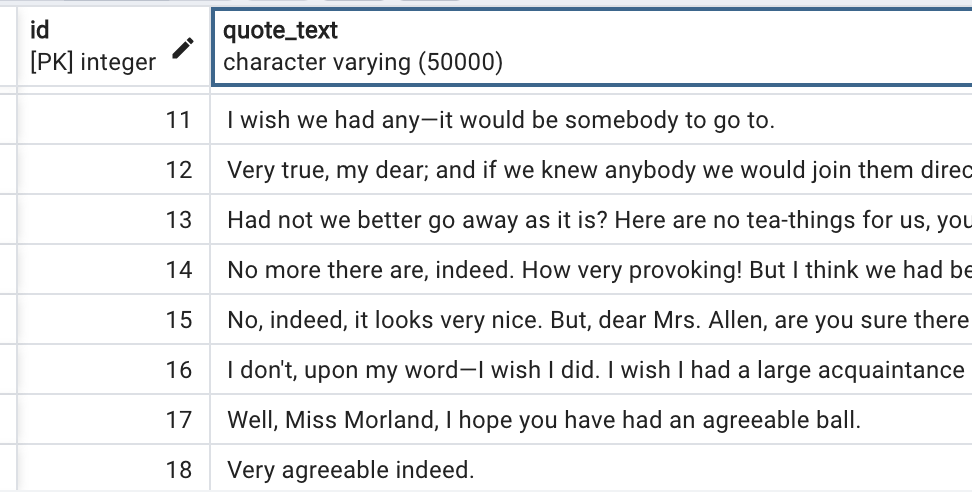 id quote_text
[PK] integer character varying (50000)
11 I wish we had any—it would be somebody to go to.
12 Very true, my dear; and if we knew anybody we would join them direc
13 Had not we better go away as it is? Here are no tea-things for us, you
14 No more there are, indeed. How very provoking! But I think we had be
15 No, indeed, it looks very nice. But, dear Mrs. Allen, are you sure there
16 I don't, upon my word—I wish I did. I wish I had a large acquaintance
17 Well, Miss Morland, I hope you have had an agreeable ball.
18 Very agreeable indeed.